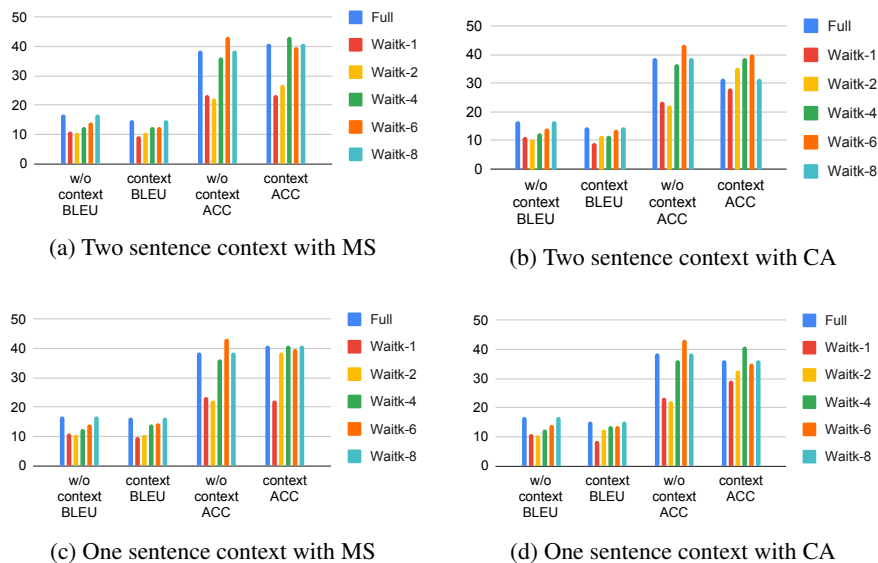 50
40
30
20
10
0
w/o
context
BLEU
context
BLEU
w/o
context
ACC
context
ACC
Full
Waitk-1
Waitk-2
Waitk-4
Waitk-6
Waitk-8
(a) Two sentence context with MS
50
40
30
20
10
0
w/o
context
BLEU
context
BLEU
w/o
context
ACC
context
ACC
Full
Waitk-1
Waitk-2
Waitk-4
Waitk-6
Waitk-8
(b) Two sentence context with CA
50
40
30
20
10
0
w/o
context
BLEU
context
BLEU
w/o
context
ACC
context
ACC
Full
Waitk-1
Waitk-2
Waitk-4
Waitk-6
Waitk-8
(c) One sentence context with MS
50
40
30
20
10
0
w/o
context
BLEU
context
BLEU
w/o
context
ACC
context
ACC
Full
Waitk-1
Waitk-2
Waitk-4
Waitk-6
Waitk-8
(d) One sentence context with CA